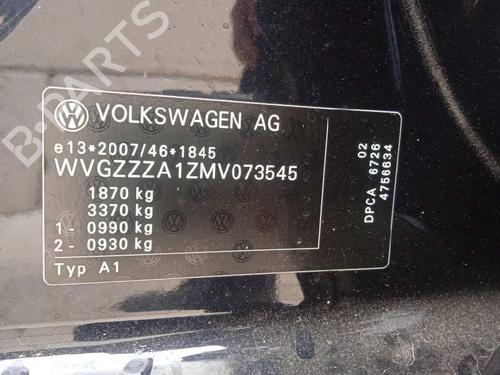 B-PARTS
VOLKSWAGEN AG
e13*2007/46*1845
WVGZZZA1ZMV073545
1870 kg
3370 kg
1- 0990 kg
2- 0930 kg
Typ A1
02
DPCA 6726
4756634